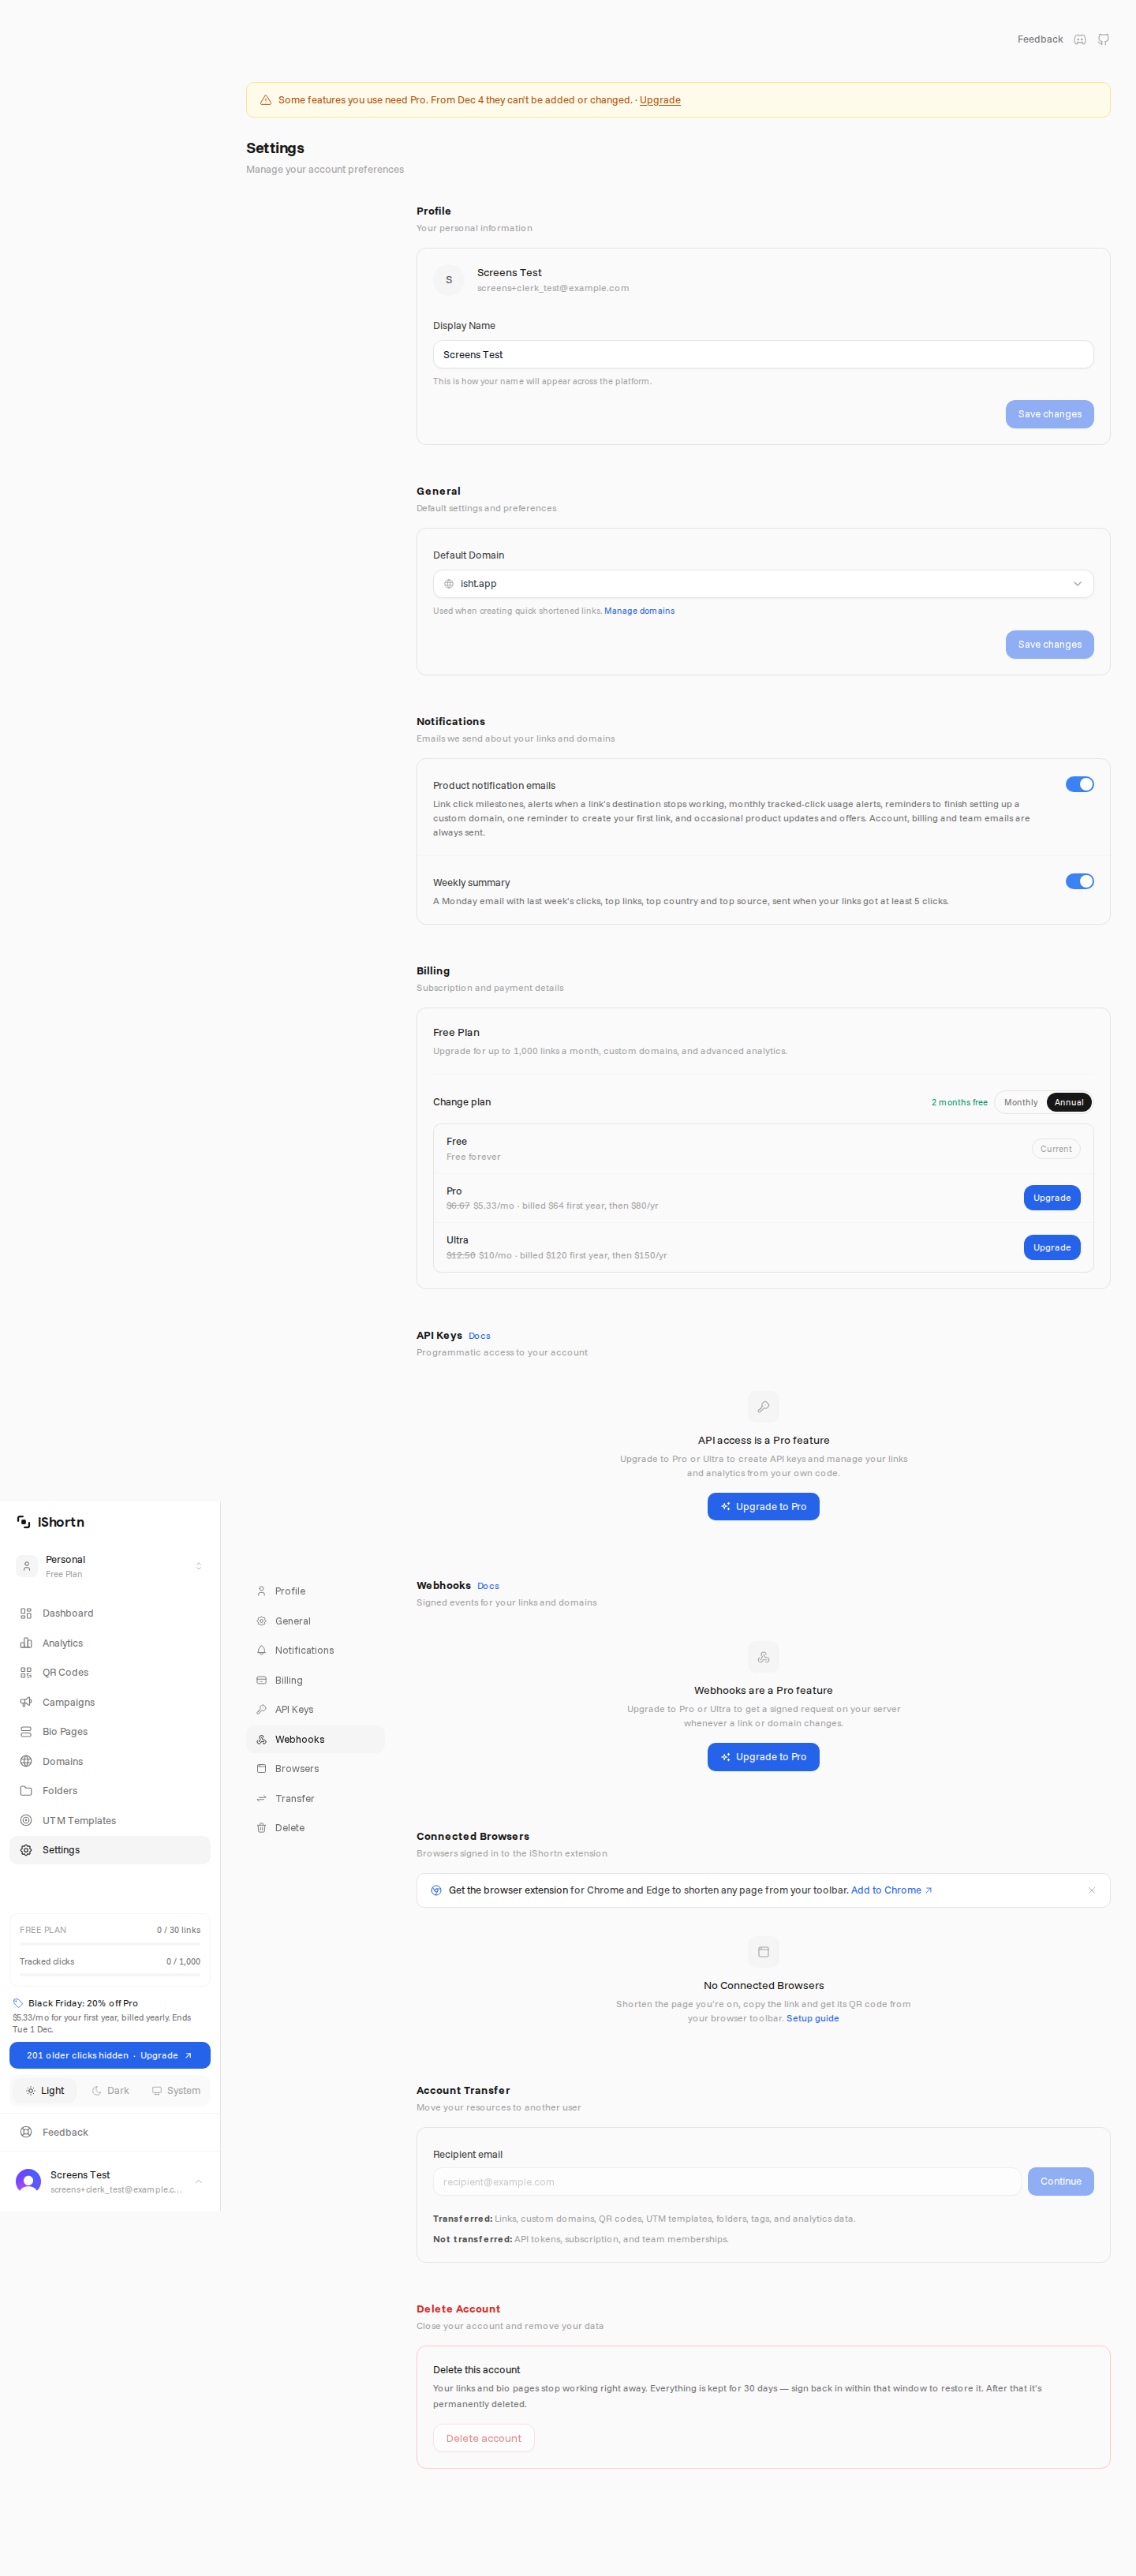 Feedback
Some features you use need Pro. From Dec 4 they can't be added or changed. · Upgrade
Settings
Manage your account preferences
Profile
Your personal information
S
Screens Test
screens+clerk_test@example.com
Display Name
Screens Test
This is how your name will appear across the platform.
Save changes
General
Default settings and preferences
Default Domain
isht.app
Used when creating quick shortened links. Manage domains
Save changes
Notifications
Emails we send about your links and domains
Product notification emails
Link click milestones, alerts when a link's destination stops working, monthly tracked-click usage alerts, reminders to finish setting up a
custom domain, one reminder to create your first link, and occasional product updates and offers. Account, billing and team emails are
always sent.
Weekly summary
A Monday email with last week's clicks, top links, top country and top source, sent when your links got at least 5 clicks.
Billing
Subscription and payment details
Free Plan
Upgrade for up to 1,000 links a month, custom domains, and advanced analytics.
Change plan
2 months free
Monthly
Annual
Free
Free forever
Current
Pro
$6.67 $5.33/mo · billed $64 first year, then $80/yr
Upgrade
Ultra
$12.50 $10/mo · billed $120 first year, then $150/yr
Upgrade
API Keys Docs
Programmatic access to your account
API access is a Pro feature
Upgrade to Pro or Ultra to create API keys and manage your links
and analytics from your own code.
Upgrade to Pro
iShortn
Personal
Free Plan
Dashboard
Analytics
QR Codes
Campaigns
Bio Pages
Domains
Folders
UTM Templates
Settings
FREE PLAN
0 / 30 links
Tracked clicks
0 / 1,000
Black Friday: 20% off Pro
$5.33/mo for your first year, billed yearly. Ends
Tue 1 Dec.
201 older clicks hidden · Upgrade
Light
Dark
System
Feedback
Screens Test
screens+clerk_test@example.c...
Profile
General
Notifications
Billing
API Keys
Webhooks
Browsers
Transfer
Delete
Webhooks Docs
Signed events for your links and domains
Webhooks are a Pro feature
Upgrade to Pro or Ultra to get a signed request on your server
whenever a link or domain changes.
Upgrade to Pro
Connected Browsers
Browsers signed in to the iShortn extension
Get the browser extension for Chrome and Edge to shorten any page from your toolbar. Add to Chrome
No Connected Browsers
Shorten the page you're on, copy the link and get its QR code from
your browser toolbar. Setup guide
Account Transfer
Move your resources to another user
Recipient email
recipient@example.com
Continue
Transferred: Links, custom domains, QR codes, UTM templates, folders, tags, and analytics data.
Not transferred: API tokens, subscription, and team memberships.
Delete Account
Close your account and remove your data
Delete this account
Your links and bio pages stop working right away. Everything is kept for 30 days — sign back in within that window to restore it. After that it's
permanently deleted.
Delete account